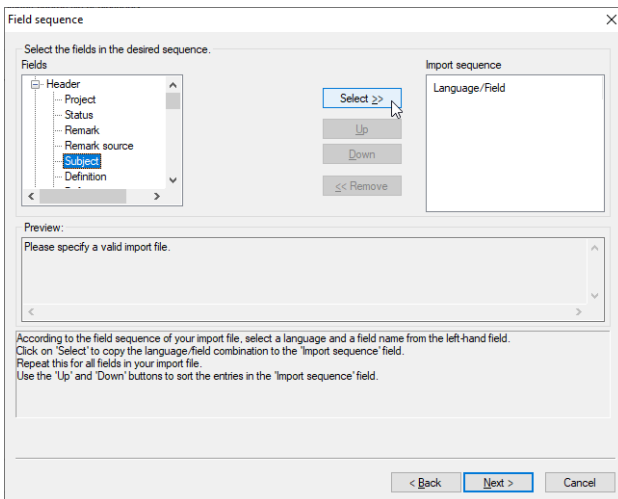 Field sequence
Select the fields in the desired sequence.
Fields
Import sequence
Header
Project
Status
Remark
Remark source
Subject
Definition
Select >>
Up
Down
<< Remove
Language/Field
Preview:
Please specify a valid import file.
According to the field sequence of your import file, select a language and a field name from the left-hand field.
Click on 'Select' to copy the language/field combination to the 'Import sequence' field.
Repeat this for all fields in your import file.
Use the 'Up' and 'Down' buttons to sort the entries in the 'Import sequence' field.
< Back
Next >
Cancel